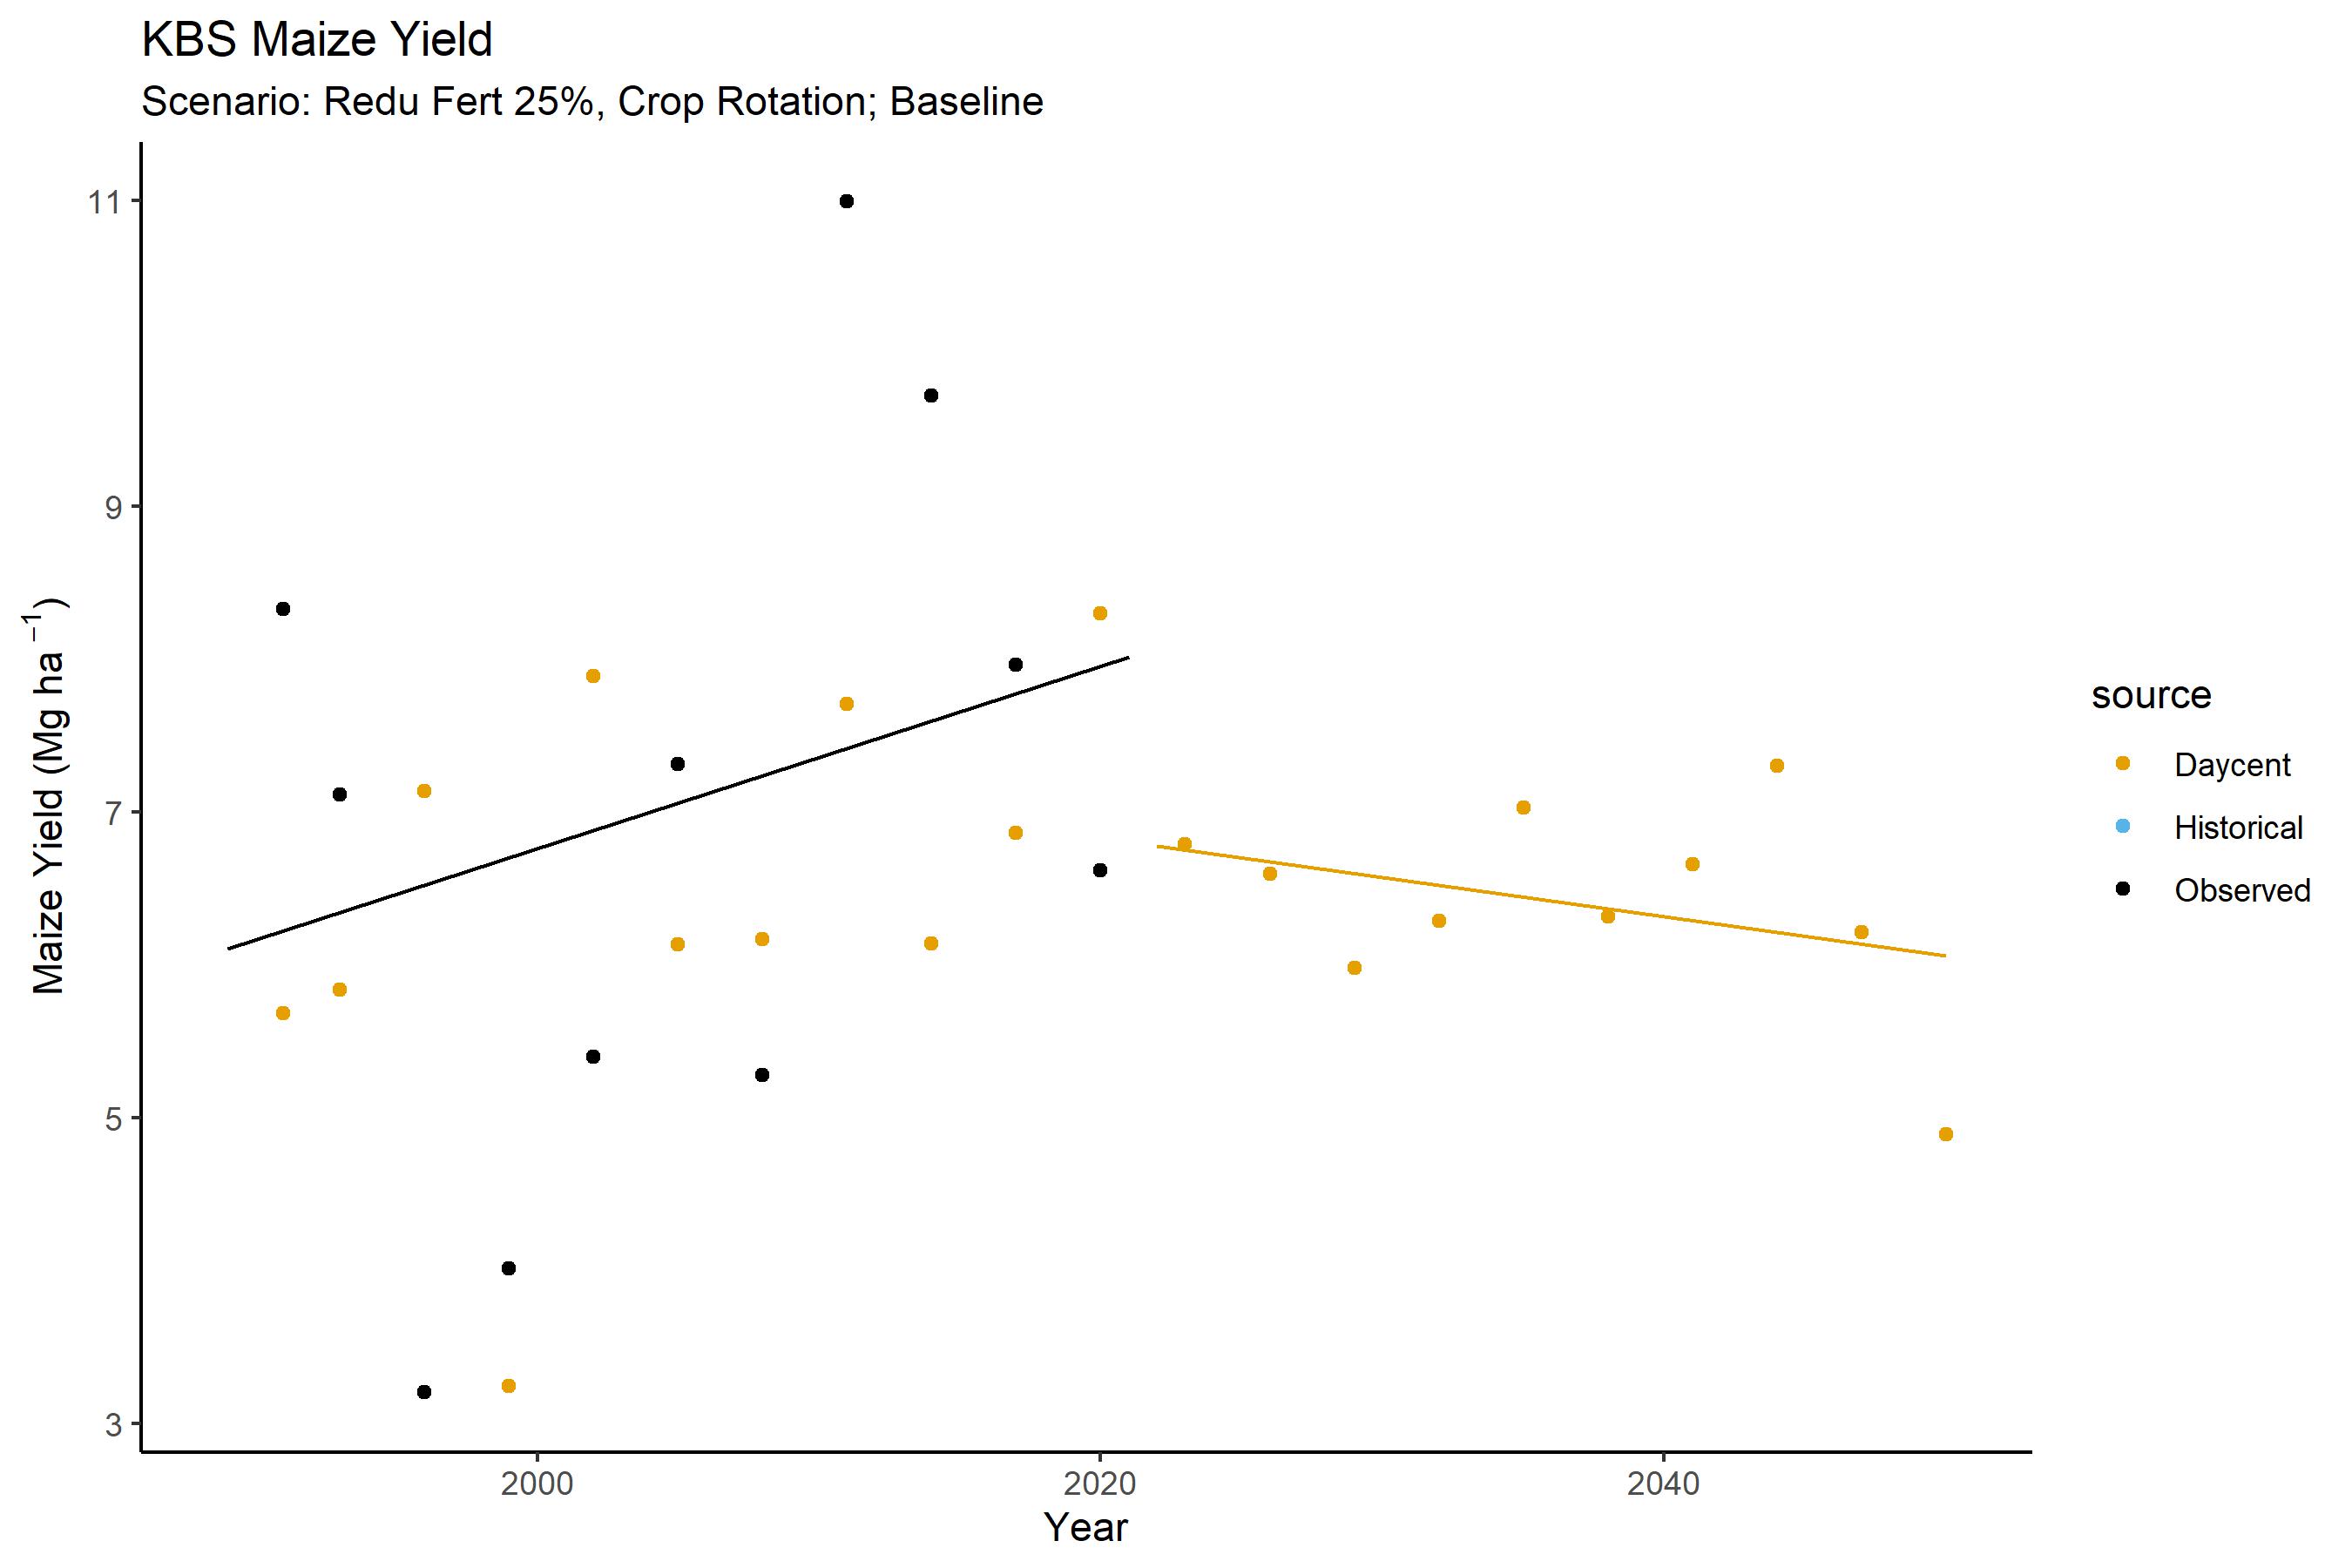 KBS Maize Yield
Scenario: Redu Fert 25%, Crop Rotation; Baseline
Maize Yield (Mg ha −1)
11
9
7
5
3
2000
2020
2040
Year
source
Daycent
Historical
Observed